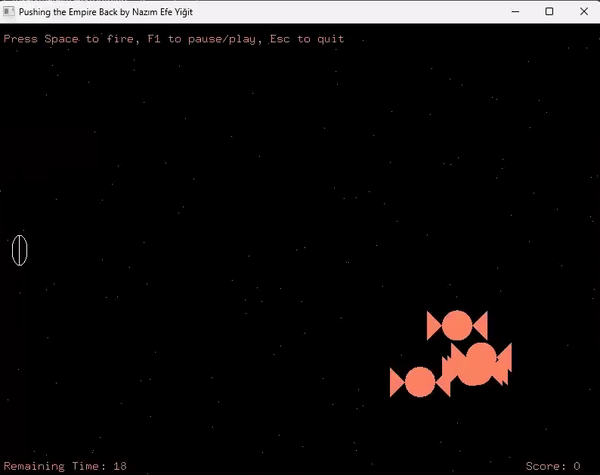 Pushing the Empire Back by Nazım Efe Yiğit
Press Space to fire, F1 to pause/play, Esc to quit
Remaining Time: 18
Score: 0